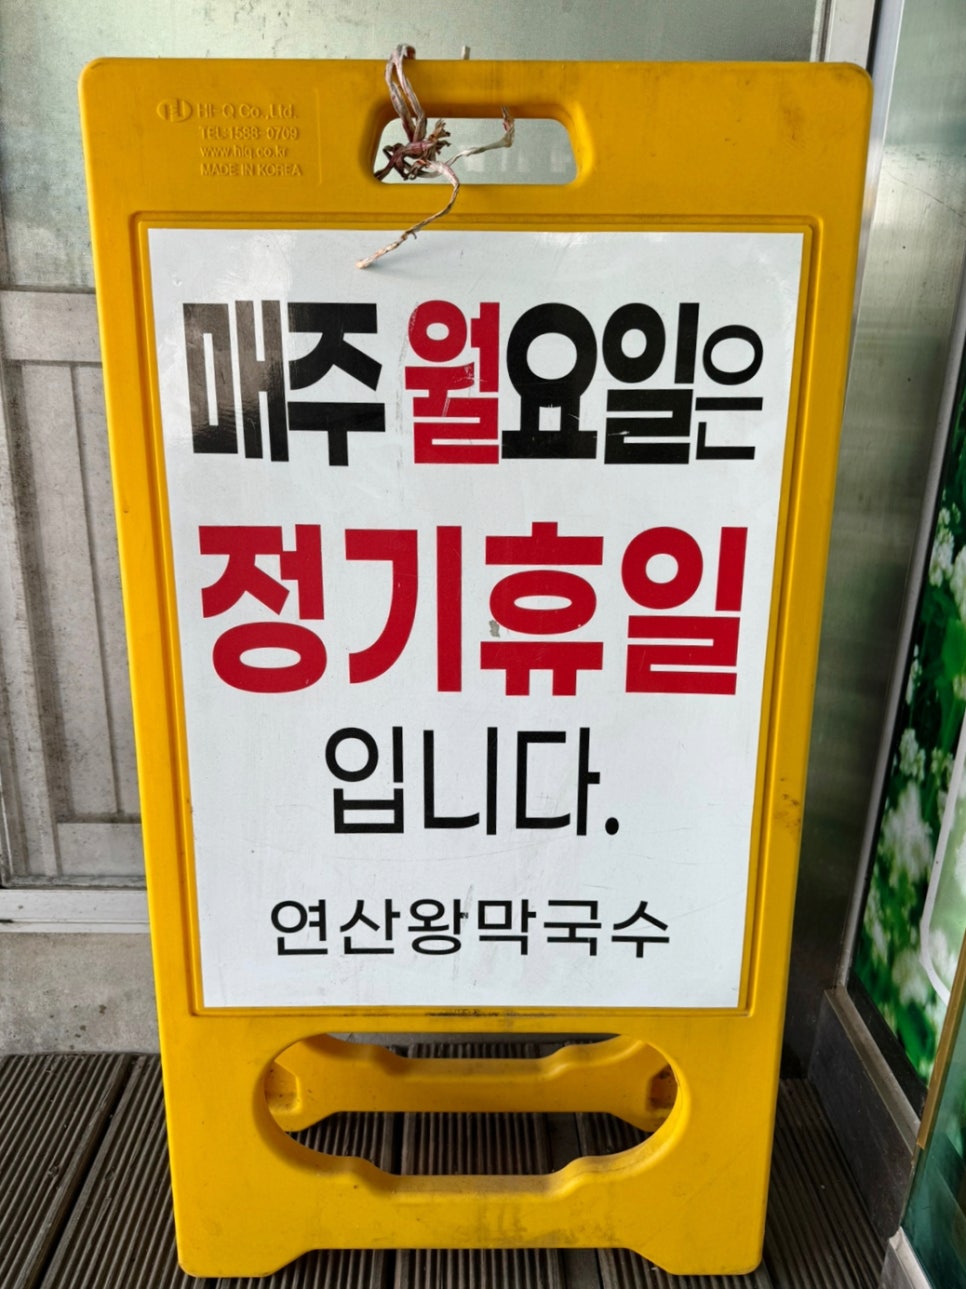 HI-Q Co.,Ltd.
TEL:1588-0709
www.hiq.co.kr
MADE IN KOREA
매주 월요일은
정기휴일
입니다.
연산왕막국수